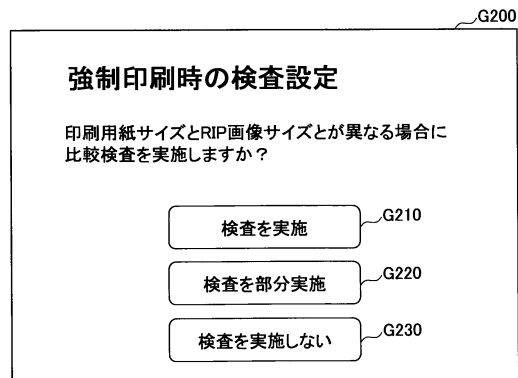 G200
強制印刷時の検査設定
印刷用紙サイズとRIP画像サイズとが異なる場合に
比較検査を実施しますか？
検査を実施
G210
検査を部分実施
G220
検査を実施しない
G230